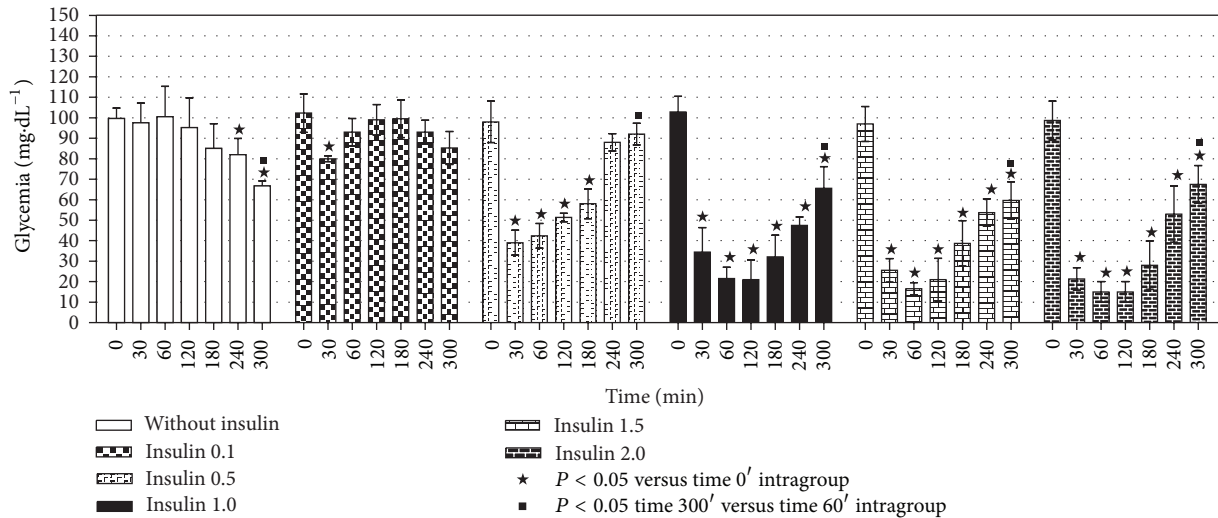 Glycemia (mg·dL⁻¹)
150
140
130
120
110
100
90
80
70
60
50
40
30
20
10
0
0 30 60 120 180 240 300 0 30 60 120 180 240 300 0 30 60 120 180 240 300 0 30 60 120 180 240 300 0 30 60 120 180 240 300 0 30 60 120 180 240 300
Time (min)
Without insulin
Insulin 0.1
Insulin 0.5
Insulin 1.0
Insulin 1.5
Insulin 2.0
★ P < 0.05 versus time 0′ intragroup
■ P < 0.05 time 300′ versus time 60′ intragroup